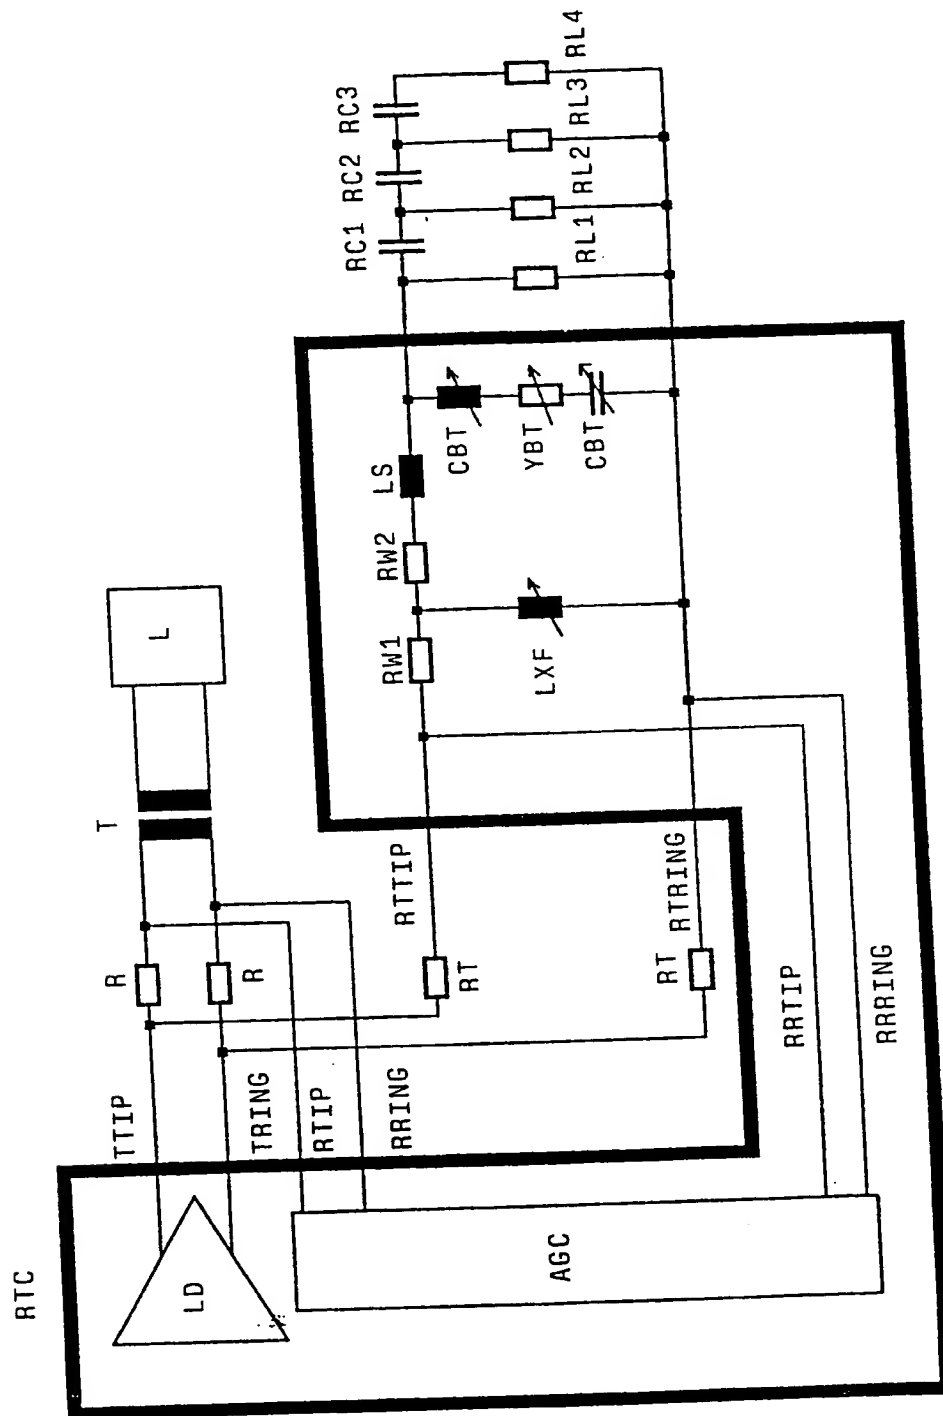 RTC
LD
AGC
TTIP
TRING
RTIP
RRING
R
R
T
L
RTTIP
RT
RTRING
RT
RRTIP
RRRING
RW1
RW2
LS
LXF
CBT
YBT
CBT
RC1
RC2
RC3
RL1
RL2
RL3
RL4